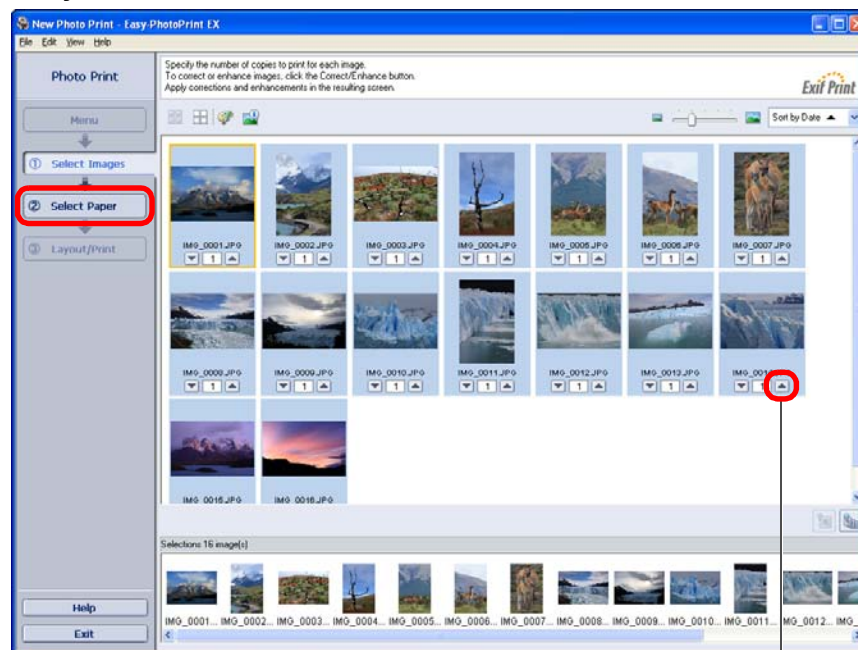 New Photo Print - Easy-PhotoPrint EX
File Edit View Help
Photo Print
Specify the number of copies to print for each image.
To correct or enhance images, click the Correct/Enhance button.
Apply corrections and enhancements in the resulting screen.
Exif Print
Menu
Sort by Date
1 Select Images
2 Select Paper
3 Layout/Print
IMG_0001.JPG IMG_0002.JPG IMG_0003.JPG IMG_0004.JPG IMG_0005.JPG IMG_0006.JPG IMG_0007.JPG
1 1 1 1 1 1 1
IMG_0008.JPG IMG_0009.JPG IMG_0010.JPG IMG_0011.JPG IMG_0012.JPG IMG_0013.JPG IMG_0014
1 1 1 1 1 1 1
IMG_0015.JPG IMG_0016.JPG
Selections 16 image(s)
IMG_0001... IMG_0002... IMG_0003... IMG_0004... IMG_0005... IMG_0006... IMG_0007... IMG_0008... IMG_0009... IMG_0010... IMG_0011... IMG_0012... IMG_
Help
Exit